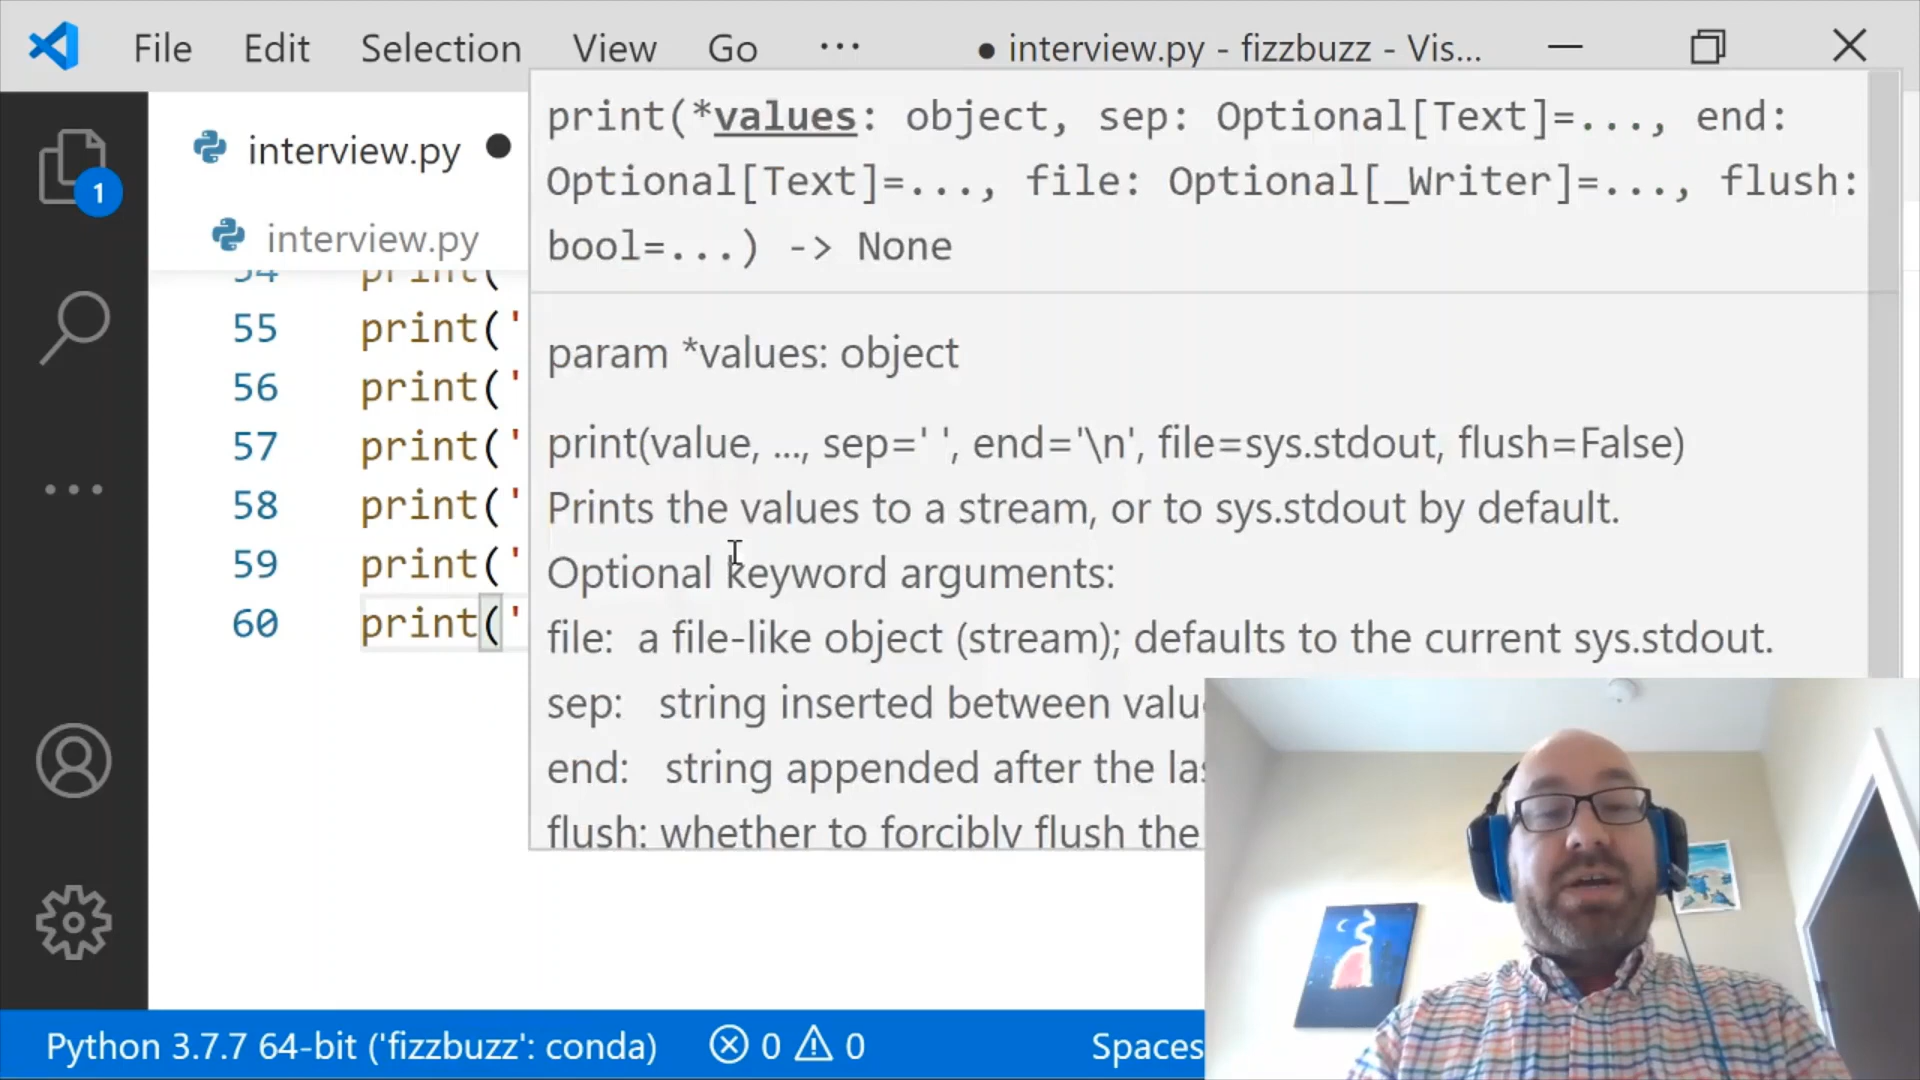 File Edit Selection View Go ··· ● interview.py - fizzbuzz - Vis...
interview.py ●
1
interview.py
print(*values: object, sep: Optional[Text]=..., end:
Optional[Text]=..., file: Optional[_Writer]=..., flush:
bool=...) -> None
54 print(
55 print('
56 print('
57 print('
58 print('
59 print('
60 print('
param *values: object
print(value, ..., sep=' ', end='\n', file=sys.stdout, flush=False)
Prints the values to a stream, or to sys.stdout by default.
Optional keyword arguments:
file: a file-like object (stream); defaults to the current sys.stdout.
sep: string inserted between valu
end: string appended after the las
flush: whether to forcibly flush the
Python 3.7.7 64-bit ('fizzbuzz': conda) 0 0 Spaces